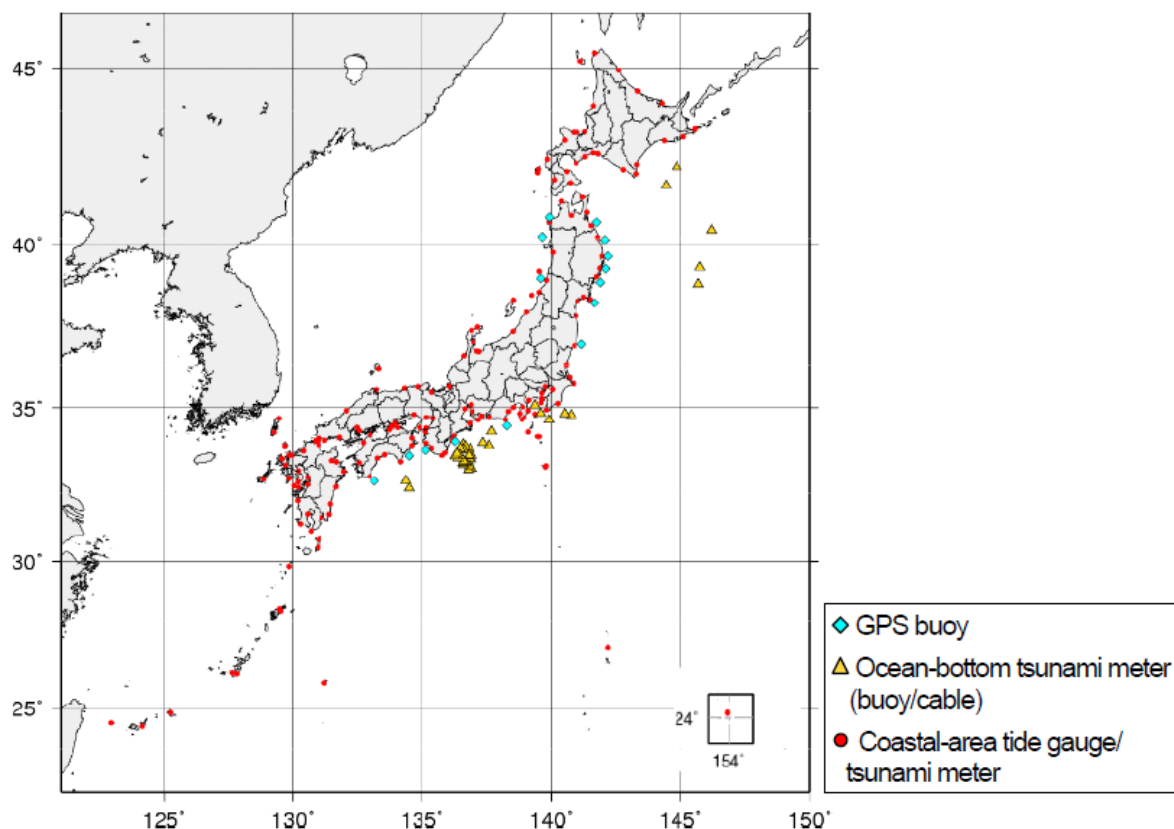 45°
40°
35°
30°
25°
24°
154°
125°
130°
135°
140°
145°
150°
GPS buoy
Ocean-bottom tsunami meter
(buoy/cable)
Coastal-area tide gauge/
tsunami meter